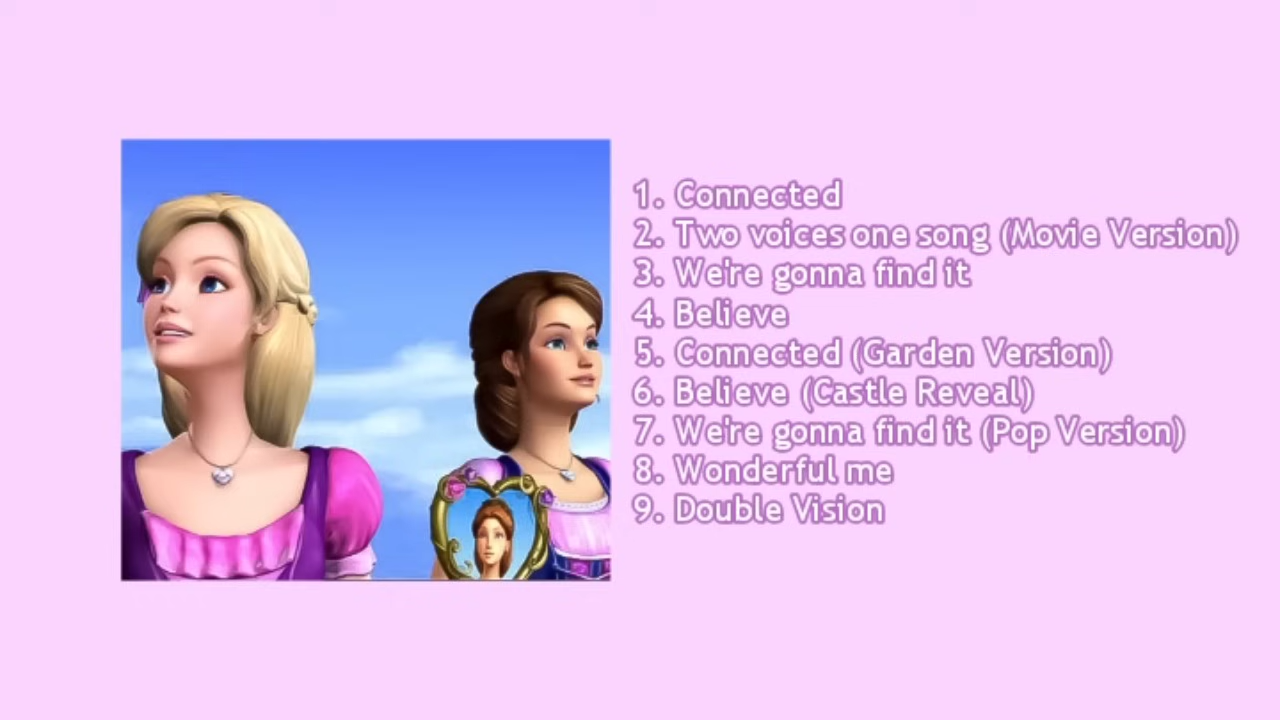 1. Connected
2. Two voices one song (Movie Version)
3. We're gonna find it
4. Believe
5. Connected (Garden Version)
6. Believe (Castle Reveal)
7. We're gonna find it (Pop Version)
8. Wonderful me
9. Double Vision